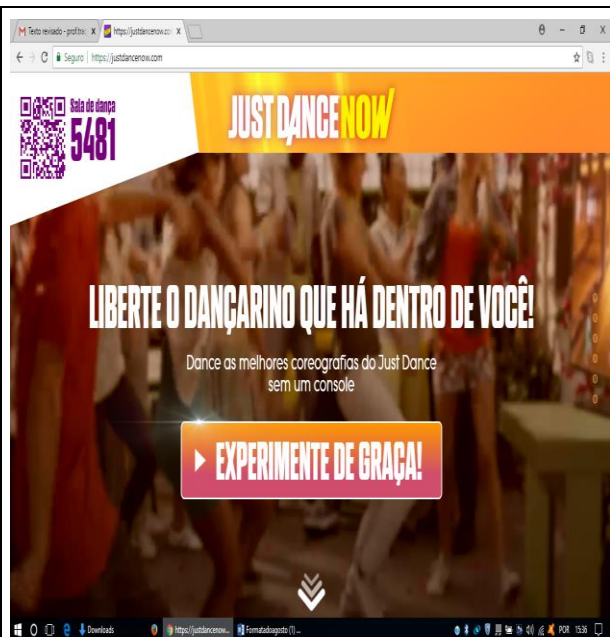 Texto revisado - profitra: X
https://justdancenow.co: X
Seguro | https://justdancenow.com
Sala de dança
5481
JUST DANCE NOW
LIBERTE O DANÇARINO QUE HÁ DENTRO DE VOCÊ!
Dance as melhores coreografias do Just Dance
sem um console
EXPERIMENTE DE GRAÇA!
Downloads
https://justdancenow...
Formatadoagosto (1) ...
POR 15:36